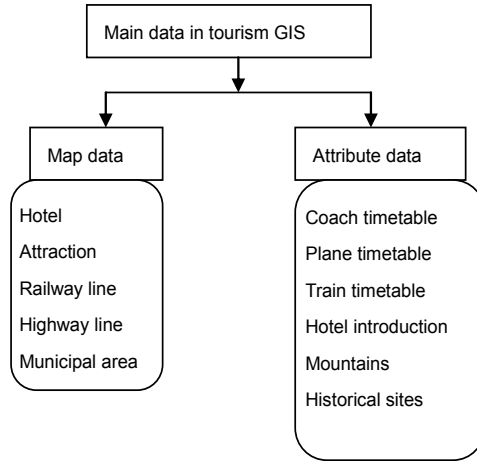 Main data in tourism GIS
Map data
Hotel
Attraction
Railway line
Highway line
Municipal area
Attribute data
Coach timetable
Plane timetable
Train timetable
Hotel introduction
Mountains
Historical sites